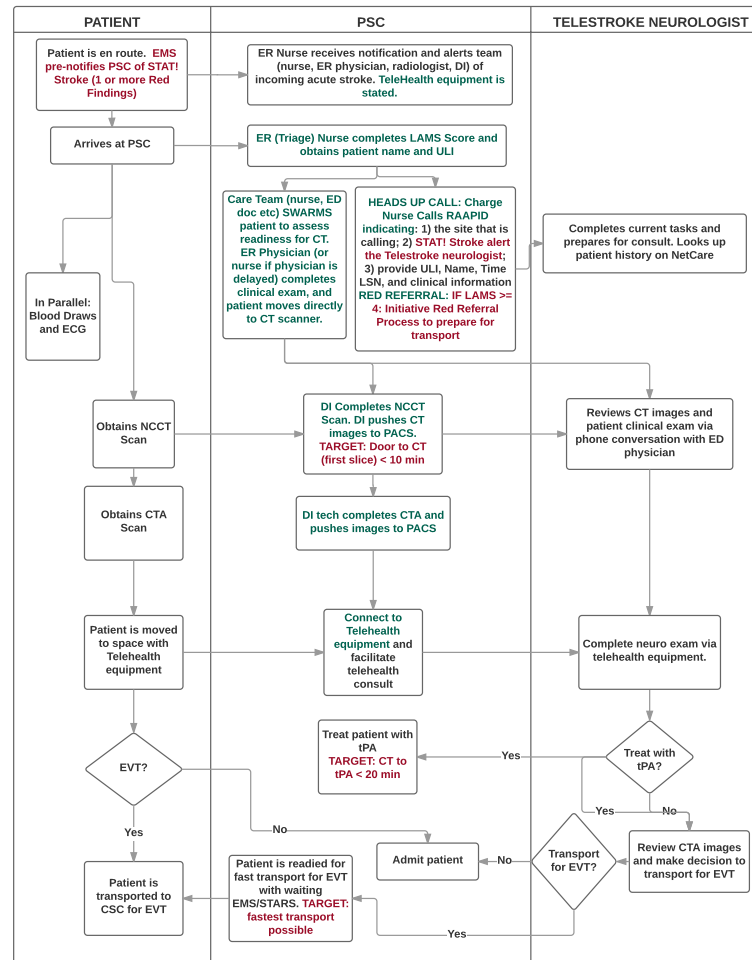 PATIENT
PSC
TELESTROKE NEUROLOGIST
Patient is en route. EMS
pre-notifies PSC of STAT!
Stroke (1 or more Red
Findings)
ER Nurse receives notification and alerts team
(nurse, ER physician, radiologist, DI) of
incoming acute stroke. TeleHealth equipment is
stated.
Arrives at PSC
ER (Triage) Nurse completes LAMS Score and
obtains patient name and ULI
Care Team (nurse, ED
doc etc) SWARMS
patient to assess
readiness for CT.
ER Physician (or
nurse if physician is
delayed) completes
clinical exam, and
patient moves directly
to CT scanner.
HEADS UP CALL: Charge
Nurse Calls RAAPID
indicating: 1) the site that is
calling; 2) STAT! Stroke alert
the Telestroke neurologist;
3) provide ULI, Name, Time
LSN, and clinical information
RED REFERRAL: IF LAMS >=
4: Initiative Red Referral
Process to prepare for
transport
Completes current tasks and
prepares for consult. Looks up
patient history on NetCare
In Parallel:
Blood Draws
and ECG
Obtains NCCT
Scan
DI Completes NCCT
Scan. DI pushes CT
images to PACS.
TARGET: Door to CT
(first slice) < 10 min
Reviews CT images and
patient clinical exam via
phone conversation with ED
physician
Obtains CTA
Scan
DI tech completes CTA and
pushes images to PACS
Patient is moved
to space with
Telehealth
equipment
Connect to
Telehealth
equipment and
facilitate
telehealth
consult
Complete neuro exam via
telehealth equipment.
EVT?
Treat patient with
tPA
TARGET: CT to
tPA < 20 min
Yes
Treat with
tPA?
Yes
No
Yes
No
Admit patient
No
Transport
for EVT?
Review CTA images
and make decision to
transport for EVT
Patient is
transported to
CSC for EVT
Patient is readied for
fast transport for EVT
with waiting
EMS/STARS. TARGET:
fastest transport
possible
Yes